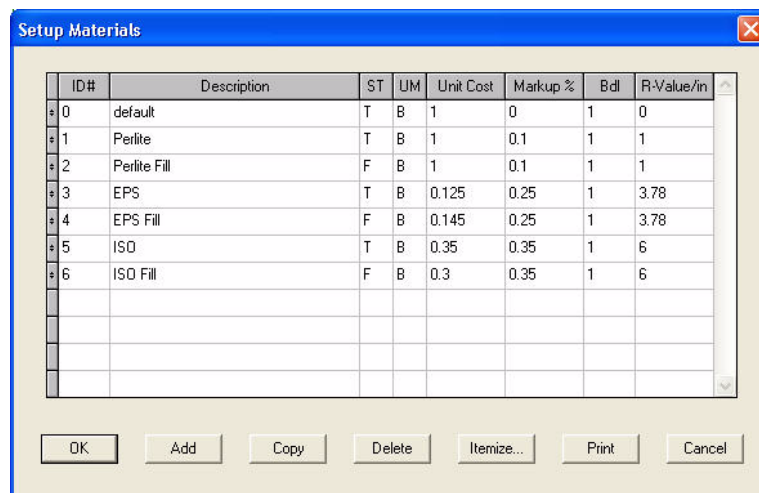 Setup Materials
ID# Description ST UM Unit Cost Markup % Bdl R-Value/in
0 default T B 1 0 1 0
1 Perlite T B 1 0.1 1 1
2 Perlite Fill F B 1 0.1 1 1
3 EPS T B 0.125 0.25 1 3.78
4 EPS Fill F B 0.145 0.25 1 3.78
5 ISO T B 0.35 0.35 1 6
6 ISO Fill F B 0.3 0.35 1 6
OK Add Copy Delete Itemize... Print Cancel